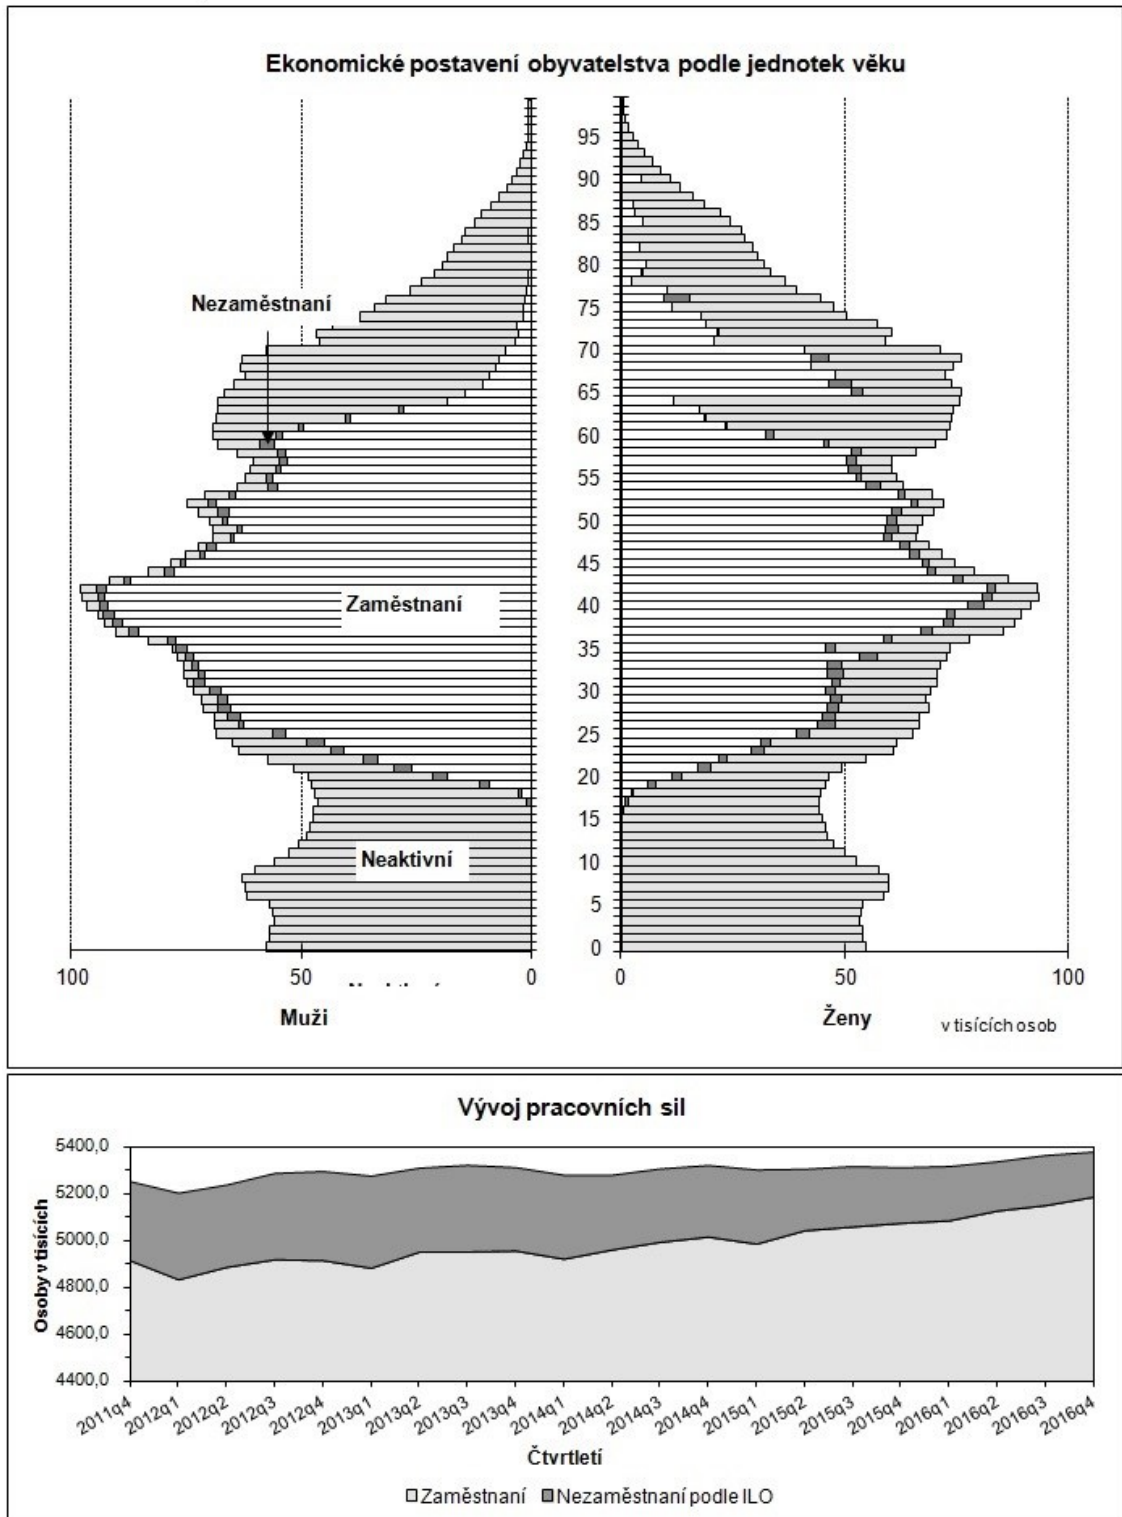 Ekonomické postavení obyvatelstva podle jednotek věku
95
90
85
80
Nezaměstnaní
75
70
65
60
55
50
45
Zaměstnaní
40
35
30
25
20
15
Neaktivní
10
5
0
100 50 0 0 50 100
Muži Ženy v tisících osob
Vývoj pracovních sil
Osoby v tisících
5400,0
5200,0
5000,0
4800,0
4600,0
4400,0
2011q4 2012q1 2012q2 2012q3 2012q4 2013q1 2013q2 2013q3 2013q4 2014q1 2014q2 2014q3 2014q4 2015q1 2015q2 2015q3 2015q4 2016q1 2016q2 2016q3 2016q4
Čtvrtletí
Zaměstnaní Nezaměstnaní podle ILO